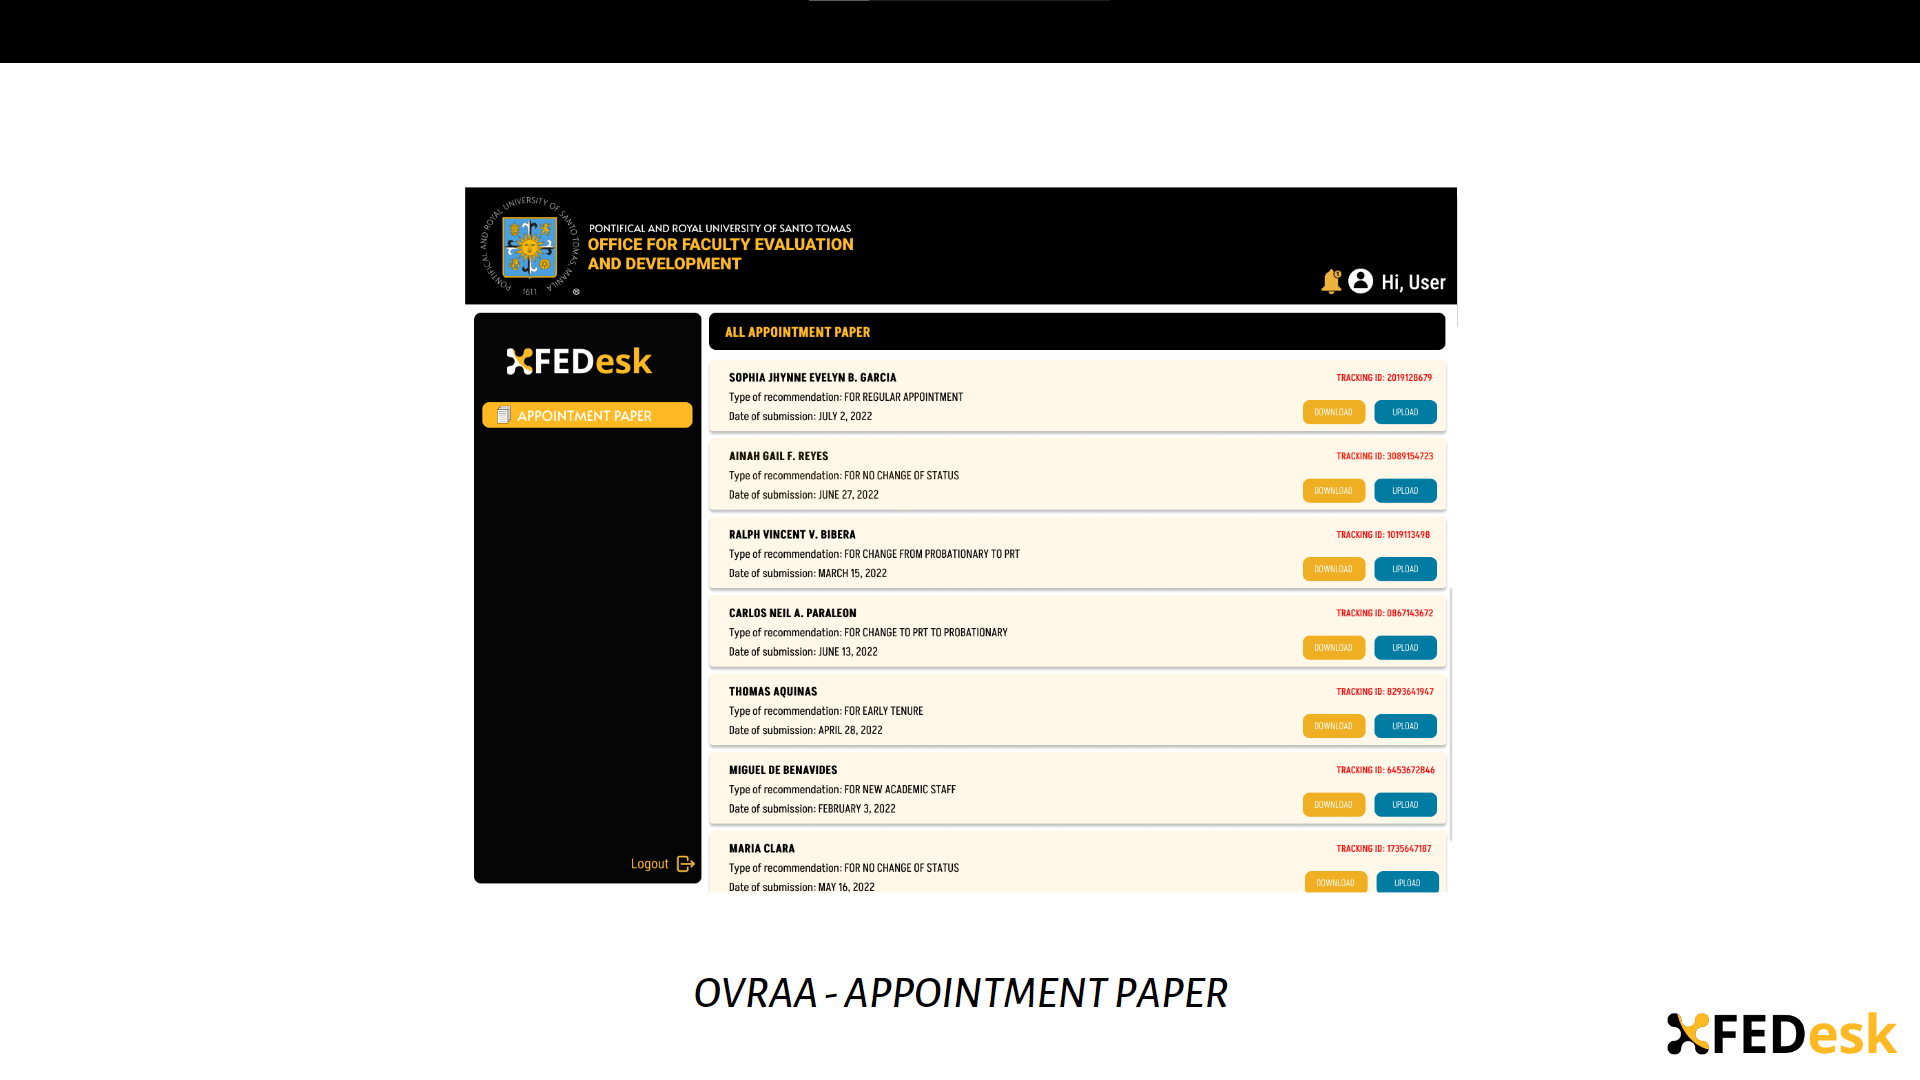 PONTIFICAL AND ROYAL UNIVERSITY OF SANTO TOMAS, MANILA
1611
®
PONTIFICAL AND ROYAL UNIVERSITY OF SANTO TOMAS
OFFICE FOR FACULTY EVALUATION
AND DEVELOPMENT
Hi, User
FEDesk
APPOINTMENT PAPER
Logout
ALL APPOINTMENT PAPER
SOPHIA JHYNNE EVELYN B. GARCIA
TRACKING ID: 2019128679
Type of recommendation: FOR REGULAR APPOINTMENT
Date of submission: JULY 2, 2022
DOWNLOAD UPLOAD
AINAH GAIL F. REYES
TRACKING ID: 3089154723
Type of recommendation: FOR NO CHANGE OF STATUS
Date of submission: JUNE 27, 2022
DOWNLOAD UPLOAD
RALPH VINCENT V. BIBERA
TRACKING ID: 1019113498
Type of recommendation: FOR CHANGE FROM PROBATIONARY TO PRT
Date of submission: MARCH 15, 2022
DOWNLOAD UPLOAD
CARLOS NEIL A. PARALEON
TRACKING ID: 0867143672
Type of recommendation: FOR CHANGE TO PRT TO PROBATIONARY
Date of submission: JUNE 13, 2022
DOWNLOAD UPLOAD
THOMAS AQUINAS
TRACKING ID: 8293641947
Type of recommendation: FOR EARLY TENURE
Date of submission: APRIL 28, 2022
DOWNLOAD UPLOAD
MIGUEL DE BENAVIDES
TRACKING ID: 6453672846
Type of recommendation: FOR NEW ACADEMIC STAFF
Date of submission: FEBRUARY 3, 2022
DOWNLOAD UPLOAD
MARIA CLARA
TRACKING ID: 1735647187
Type of recommendation: FOR NO CHANGE OF STATUS
Date of submission: MAY 16, 2022
DOWNLOAD UPLOAD
OVRAA - APPOINTMENT PAPER
FEDesk